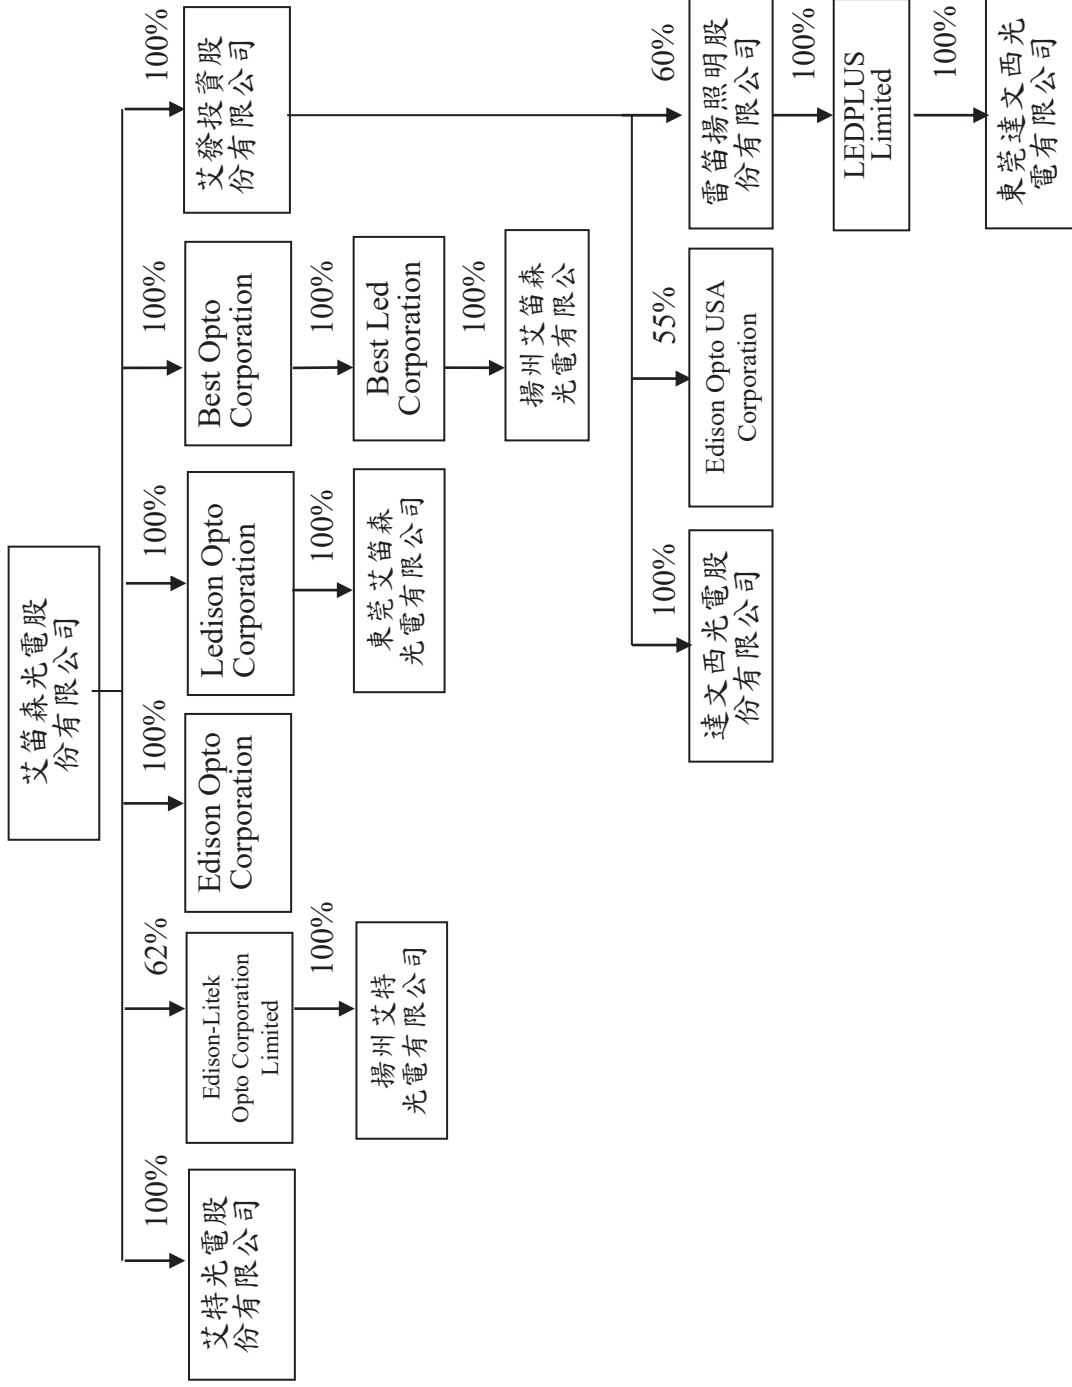 艾笛森光電股
份有限公司
100%
62%
100%
100%
100%
100%
艾特光電股
份有限公司
Edison-Litek
Opto Corporation
Limited
Edison Opto
Corporation
Ledison Opto
Corporation
Best Opto
Corporation
艾發投資股
份有限公司
100%
100%
100%
揚州艾特
光電有限公司
東莞艾笛森
光電有限公司
Best Led
Corporation
100%
揚州艾笛森
光電有限公
100%
55%
60%
達文西光電股
份有限公司
Edison Opto USA
Corporation
雷笛揚照明股
份有限公司
100%
LEDPLUS
Limited
100%
東莞達文西光
電有限公司